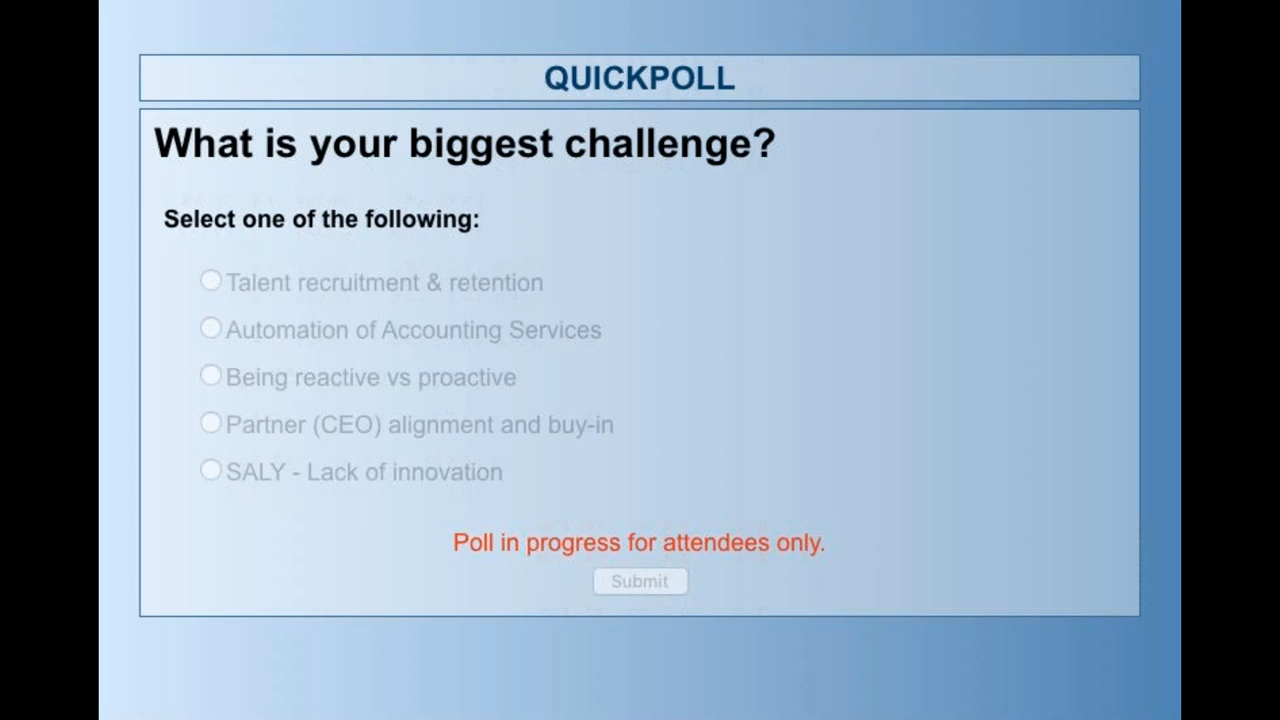 QUICKPOLL
What is your biggest challenge?
Select one of the following:
Talent recruitment & retention
Automation of Accounting Services
Being reactive vs proactive
Partner (CEO) alignment and buy-in
SALY - Lack of innovation
Poll in progress for attendees only.
Submit